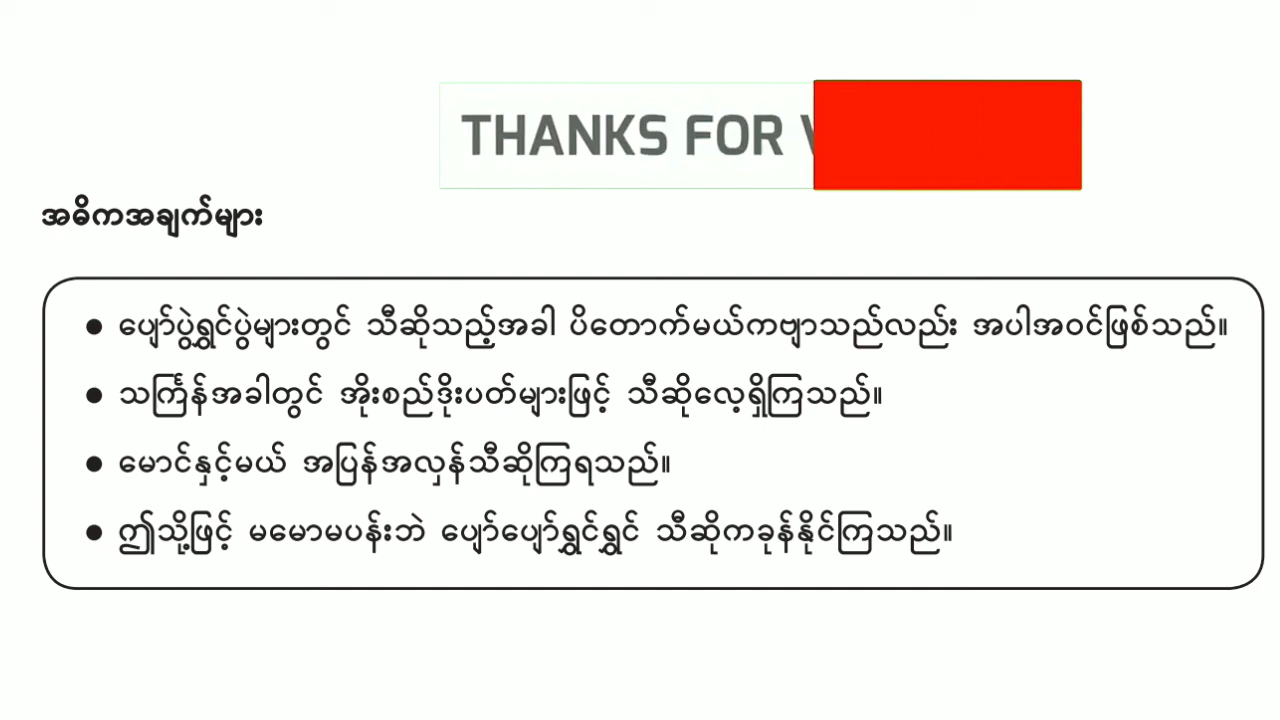 THANKS FOR
အဓိကအချက်များ
• ပျော်ပွဲရွှင်ပွဲများတွင် သီဆိုသည့်အခါ ပိတောက်မယ်ကဗျာသည်လည်း အပါအဝင်ဖြစ်သည်။
• သင်္ကြန်အခါတွင် အိုးစည်ဒိုးပတ်များဖြင့် သီဆိုလေ့ရှိကြသည်။
• မောင်နှင့်မယ် အပြန်အလှန်သီဆိုကြရသည်။
• ဤသို့ဖြင့် မမောမပန်းဘဲ ပျော်ပျော်ရွှင်ရွှင် သီဆိုကခုန်နိုင်ကြသည်။